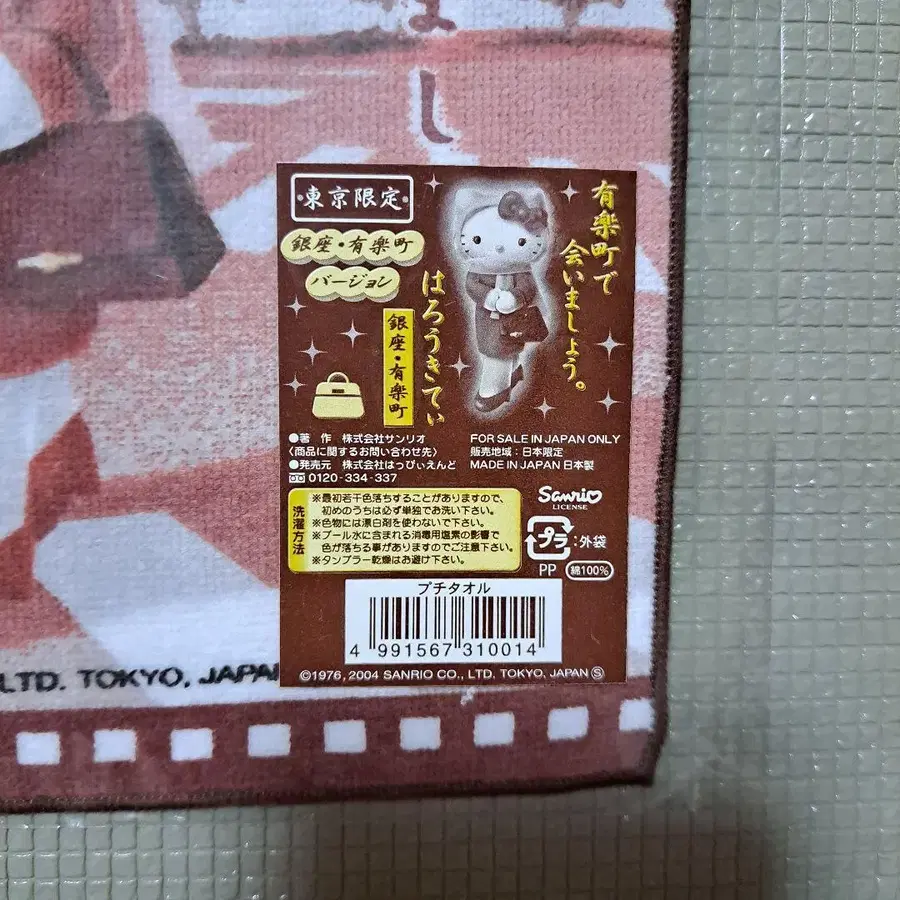 よし
・東京限定・
銀座・有楽町
バージョン
有楽町で
会いましょう。
はろうきてぃ
銀座・有楽町
●著 作 株式会社サンリオ
〈商品に関するお問い合わせ先〉
●発売元 株式会社はっぴぃえんど
0120-334-337
FOR SALE IN JAPAN ONLY
販売地域:日本限定
MADE IN JAPAN 日本製
洗濯方法
※最初若干色落ちすることがありますので、
初めのうちは必ず単独でお洗い下さい。
※色物には漂白剤を使わないで下さい。
※プール水に含まれる消毒用塩素の影響で
色が落ちる事がありますのでご注意下さい。
※タンブラー乾燥はお避け下さい。
Sanrio
LICENSE
プラ:外袋
PP 綿100%
プチタオル
4 991567 310014
©1976, 2004 SANRIO CO., LTD. TOKYO, JAPAN Ⓢ
LTD. TOKYO, JAPAN